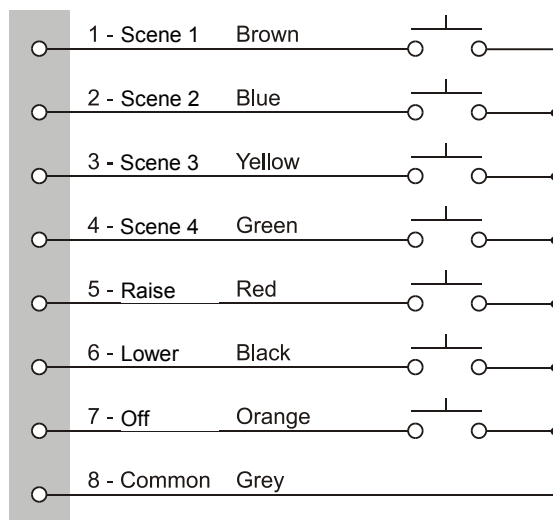 1 - Scene 1 Brown
2 - Scene 2 Blue
3 - Scene 3 Yellow
4 - Scene 4 Green
5 - Raise Red
6 - Lower Black
7 - Off Orange
8 - Common Grey